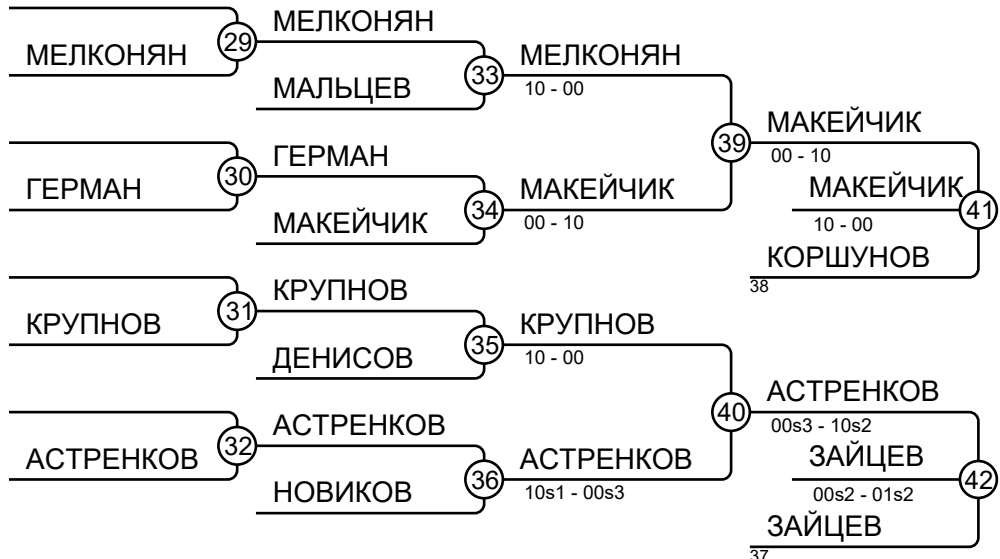 МЕЛКОНЯН
29
МЕЛКОНЯН
МАЛЬЦЕВ
33
МЕЛКОНЯН
10 - 00
ГЕРМАН
30
ГЕРМАН
МАКЕЙЧИК
34
МАКЕЙЧИК
00 - 10
39
МАКЕЙЧИК
00 - 10
МАКЕЙЧИК
10 - 00
41
КОРШУНОВ
38
КРУПНОВ
31
КРУПНОВ
ДЕНИСОВ
35
КРУПНОВ
10 - 00
АСТРЕНКОВ
32
АСТРЕНКОВ
НОВИКОВ
36
АСТРЕНКОВ
10s1 - 00s3
40
АСТРЕНКОВ
00s3 - 10s2
ЗАЙЦЕВ
00s2 - 01s2
42
ЗАЙЦЕВ
37